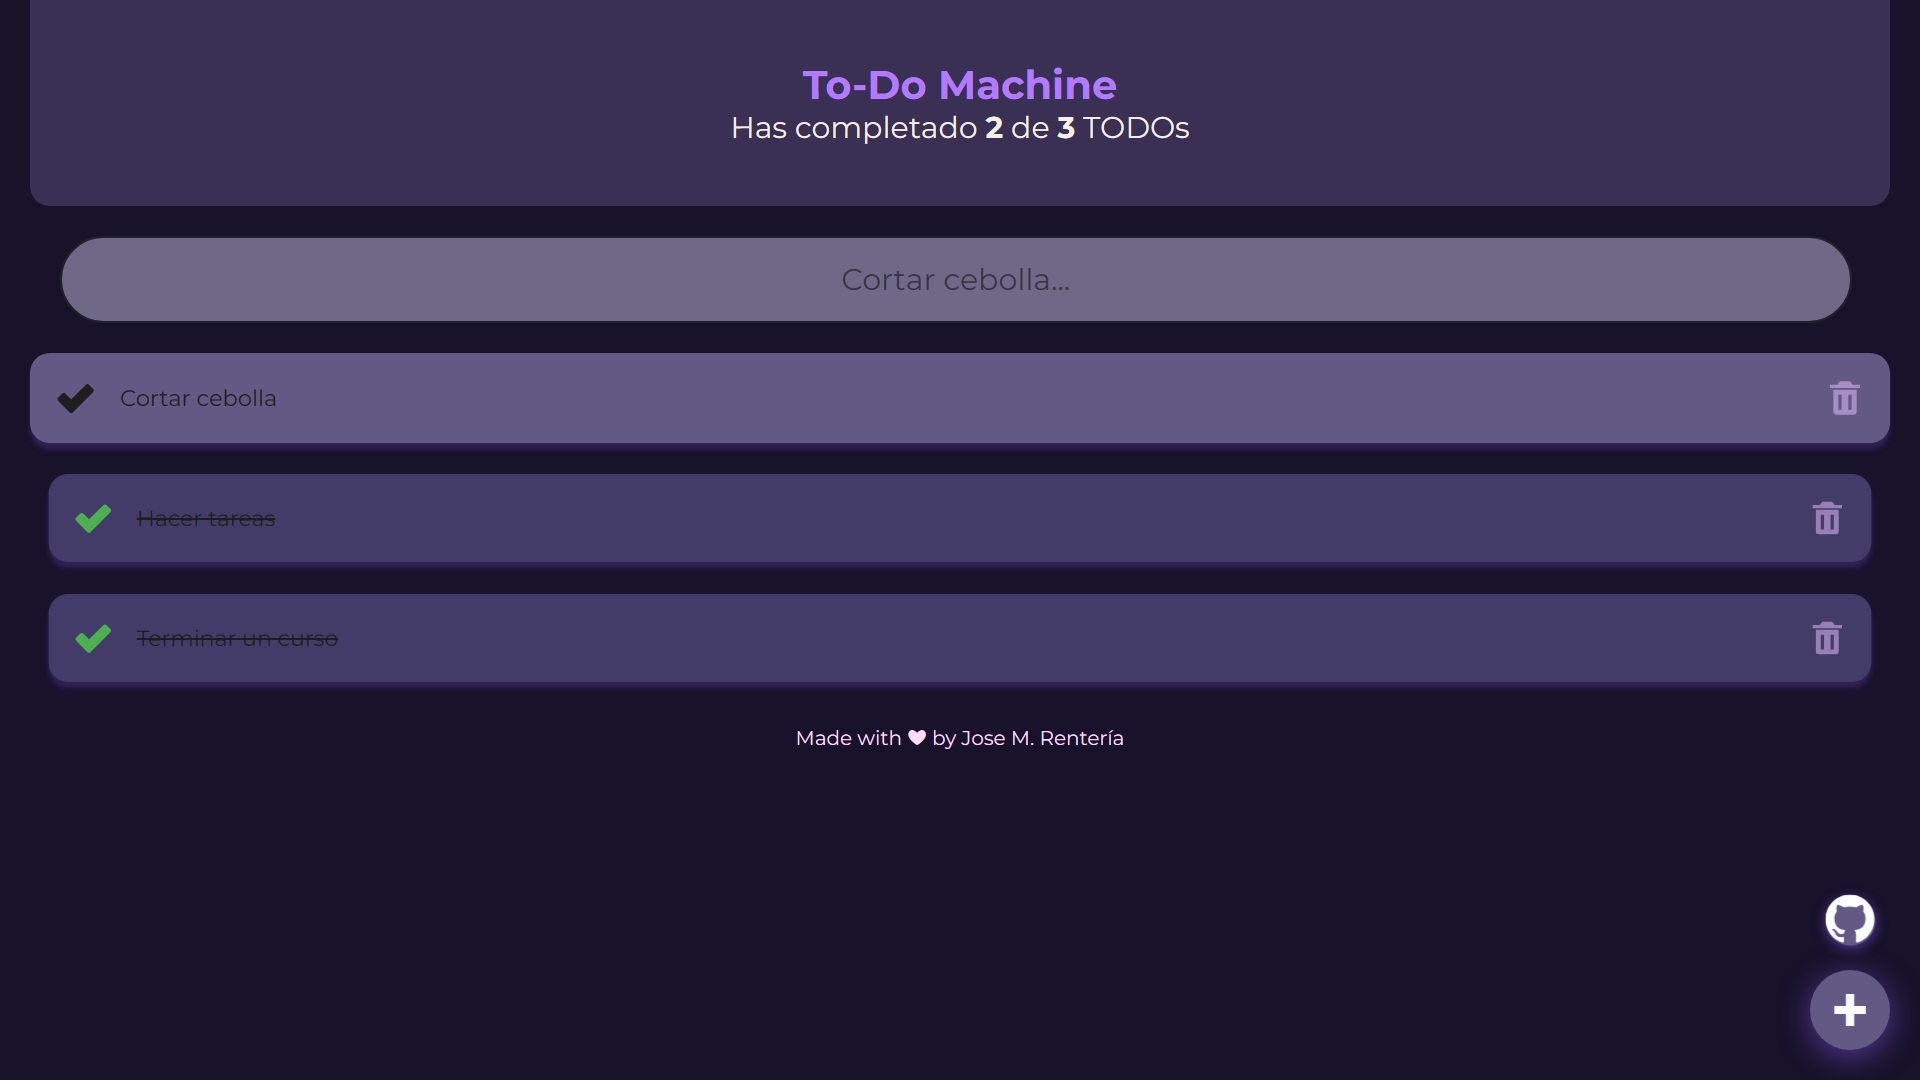 To-Do Machine
Has completado 2 de 3 TODOs
Cortar cebolla...
Cortar cebolla
Hacer tareas
Terminar un curso
Made with ♥ by Jose M. Rentería